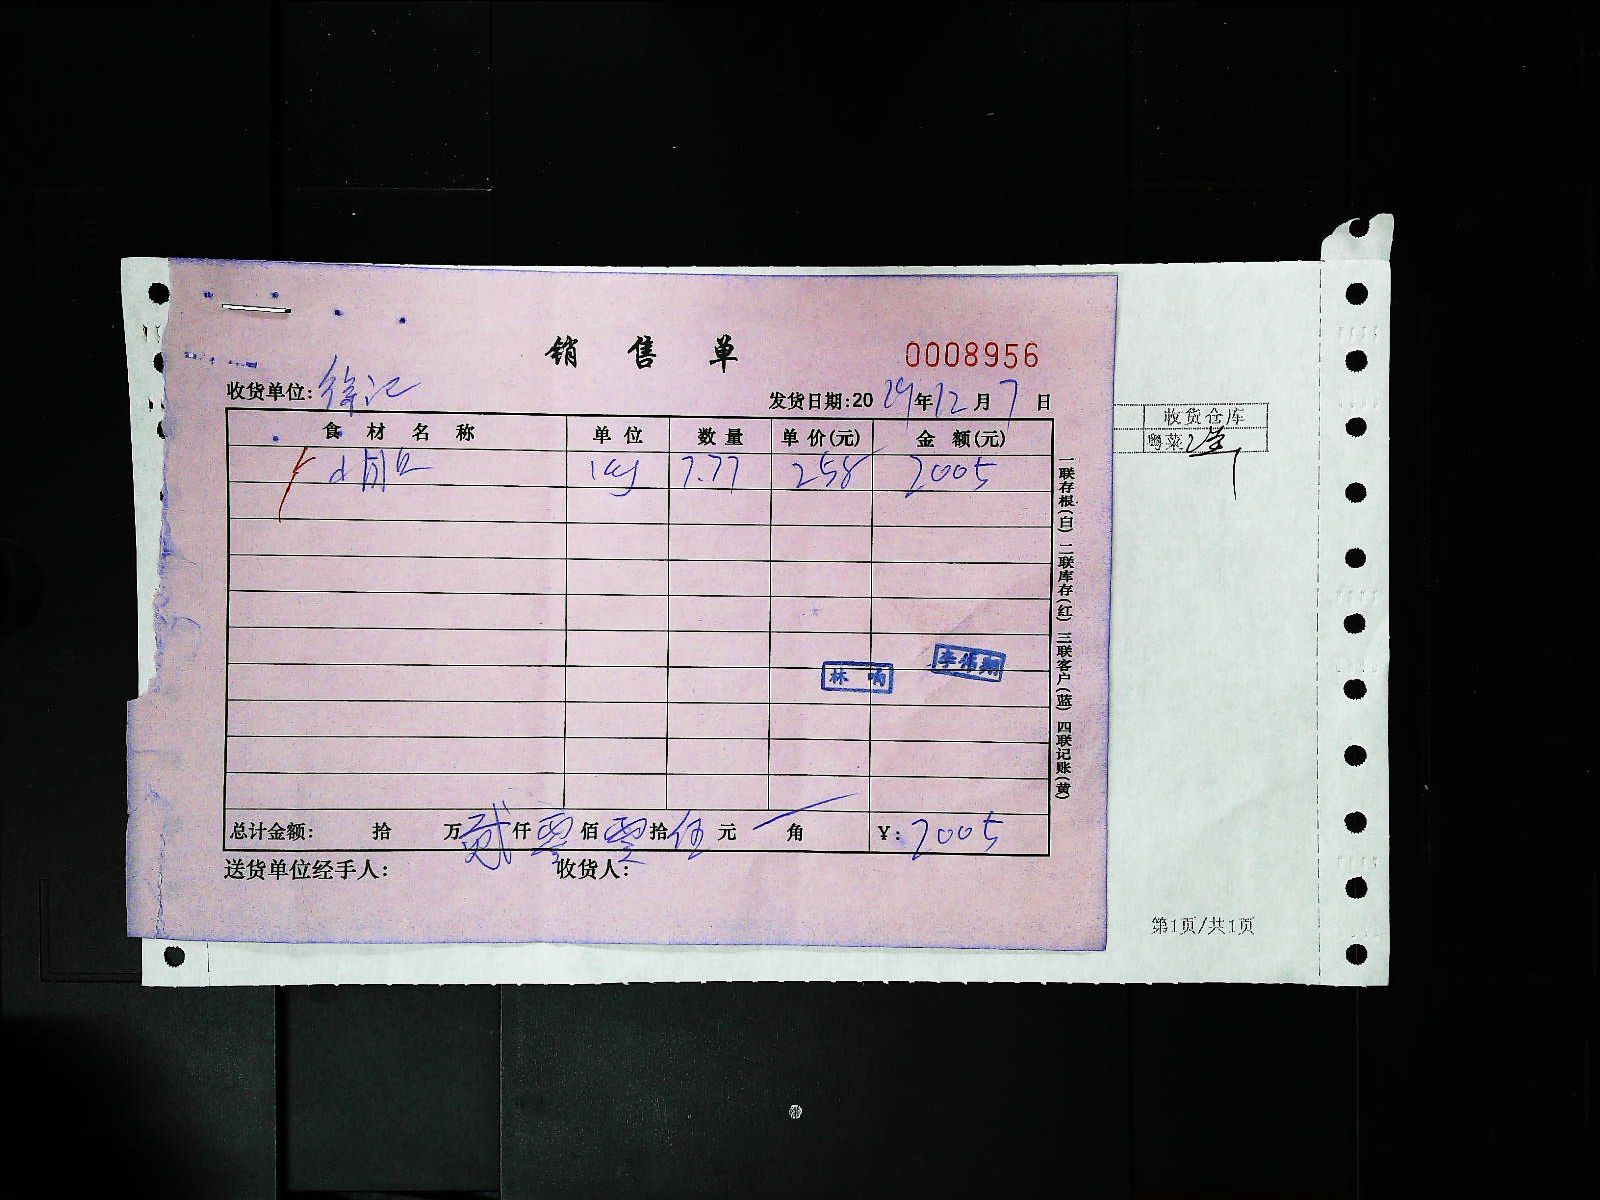 销 售 单
0008956
收货单位: 徐记
发货日期:20 24年12月7日
收货仓库
粤菜
食 材 名 称 单 位 数 量 单 价(元) 金 额(元)
kg 7.77 258 2005
一联存根(白) 二联库存(红) 三联客户(蓝) 四联记账(黄)
林 响
李伟翔
总计金额: 拾 万 贰 仟 零 佰 零 拾 伍 元 角 ¥: 2005
送货单位经手人: 收货人:
第1页/共1页